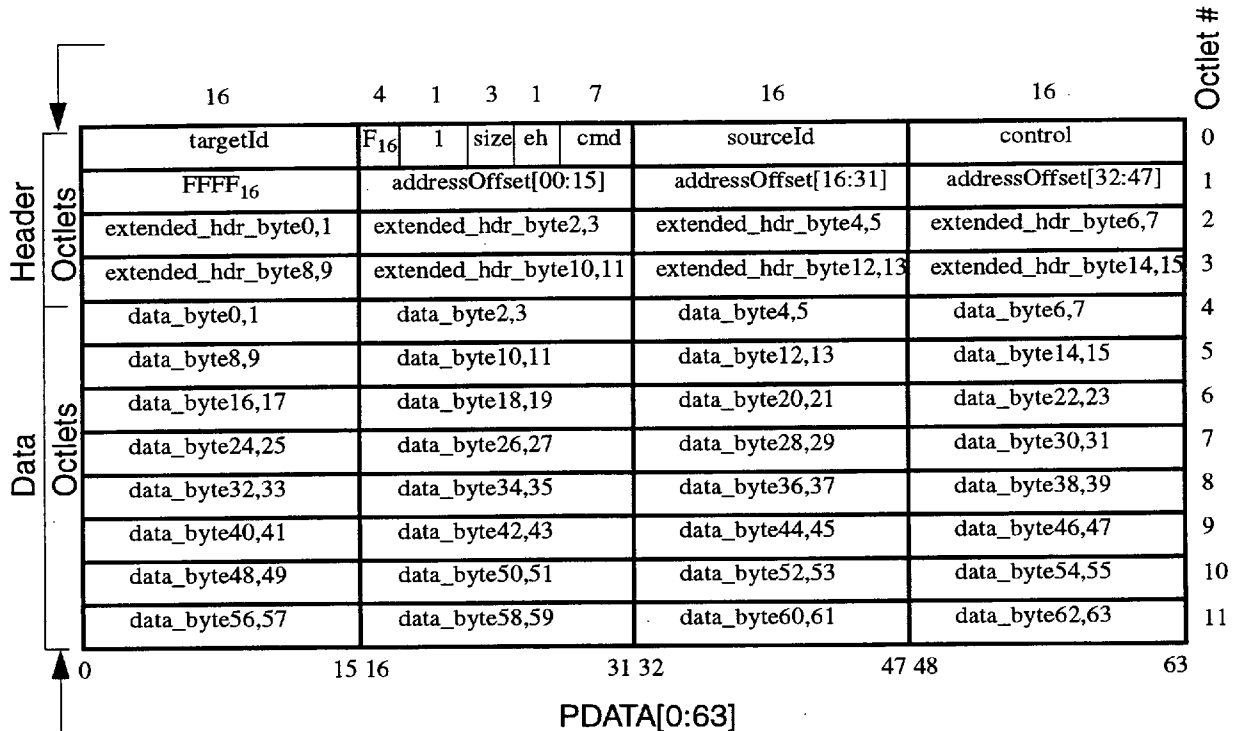 Octlet #
16 4 1 3 1 7 16 16
targetId F16 1 size eh cmd sourceId control 0
FFFF16 addressOffset[00:15] addressOffset[16:31] addressOffset[32:47] 1
extended_hdr_byte0,1 extended_hdr_byte2,3 extended_hdr_byte4,5 extended_hdr_byte6,7 2
extended_hdr_byte8,9 extended_hdr_byte10,11 extended_hdr_byte12,13 extended_hdr_byte14,15 3
Header
Octlets
data_byte0,1 data_byte2,3 data_byte4,5 data_byte6,7 4
data_byte8,9 data_byte10,11 data_byte12,13 data_byte14,15 5
data_byte16,17 data_byte18,19 data_byte20,21 data_byte22,23 6
data_byte24,25 data_byte26,27 data_byte28,29 data_byte30,31 7
data_byte32,33 data_byte34,35 data_byte36,37 data_byte38,39 8
data_byte40,41 data_byte42,43 data_byte44,45 data_byte46,47 9
data_byte48,49 data_byte50,51 data_byte52,53 data_byte54,55 10
data_byte56,57 data_byte58,59 data_byte60,61 data_byte62,63 11
Data
Octlets
0 15 16 31 32 47 48 63
PDATA[0:63]